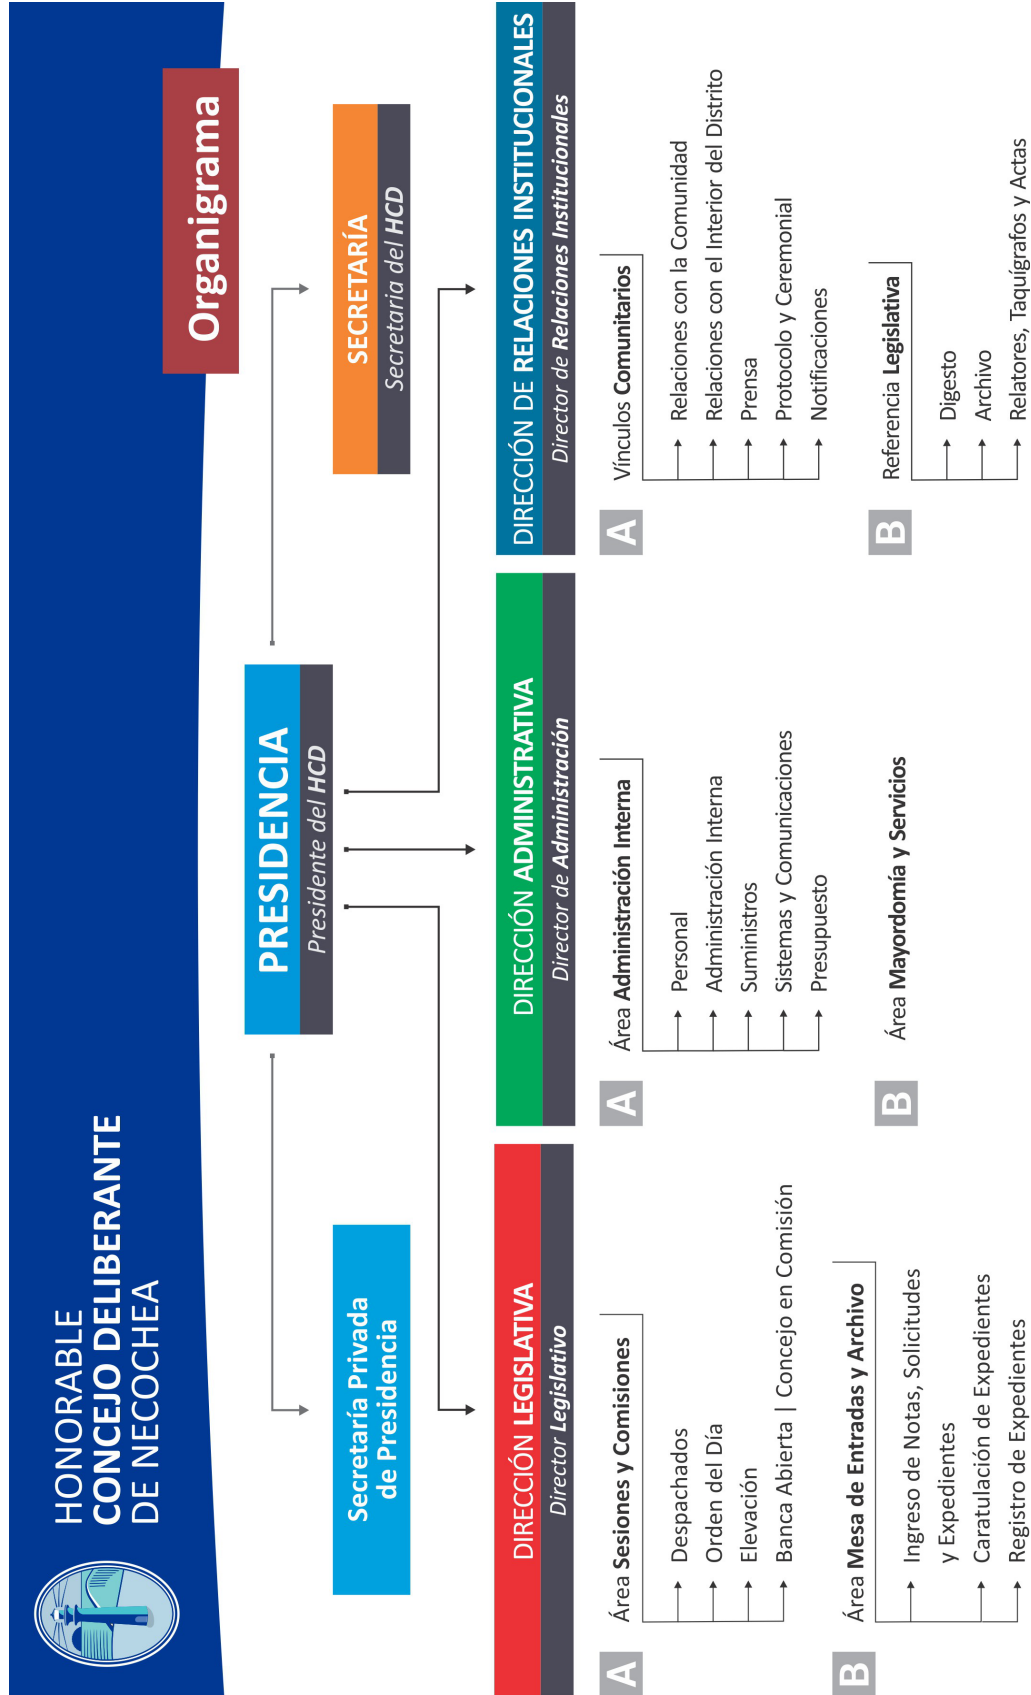 HONORABLE
CONCEJO DELIBERANTE
DE NECOCHEA
Organigrama
PRESIDENCIA
Presidente del HCD
Secretaría Privada
de Presidencia
SECRETARÍA
Secretaria del HCD
DIRECCIÓN LEGISLATIVA
Director Legislativo
A
Área Sesiones y Comisiones
Despachados
Orden del Día
Elevación
Banca Abierta | Concejo en Comisión
B
Área Mesa de Entradas y Archivo
Ingreso de Notas, Solicitudes
y Expedientes
Caratulación de Expedientes
Registro de Expedientes
DIRECCIÓN ADMINISTRATIVA
Director de Administración
A
Área Administración Interna
Personal
Administración Interna
Suministros
Sistemas y Comunicaciones
Presupuesto
B
Área Mayordomía y Servicios
DIRECCIÓN DE RELACIONES INSTITUCIONALES
Director de Relaciones Institucionales
A
Vínculos Comunitarios
Relaciones con la Comunidad
Relaciones con el Interior del Distrito
Prensa
Protocolo y Ceremonial
Notificaciones
B
Referencia Legislativa
Digesto
Archivo
Relatores, Taquígrafos y Actas